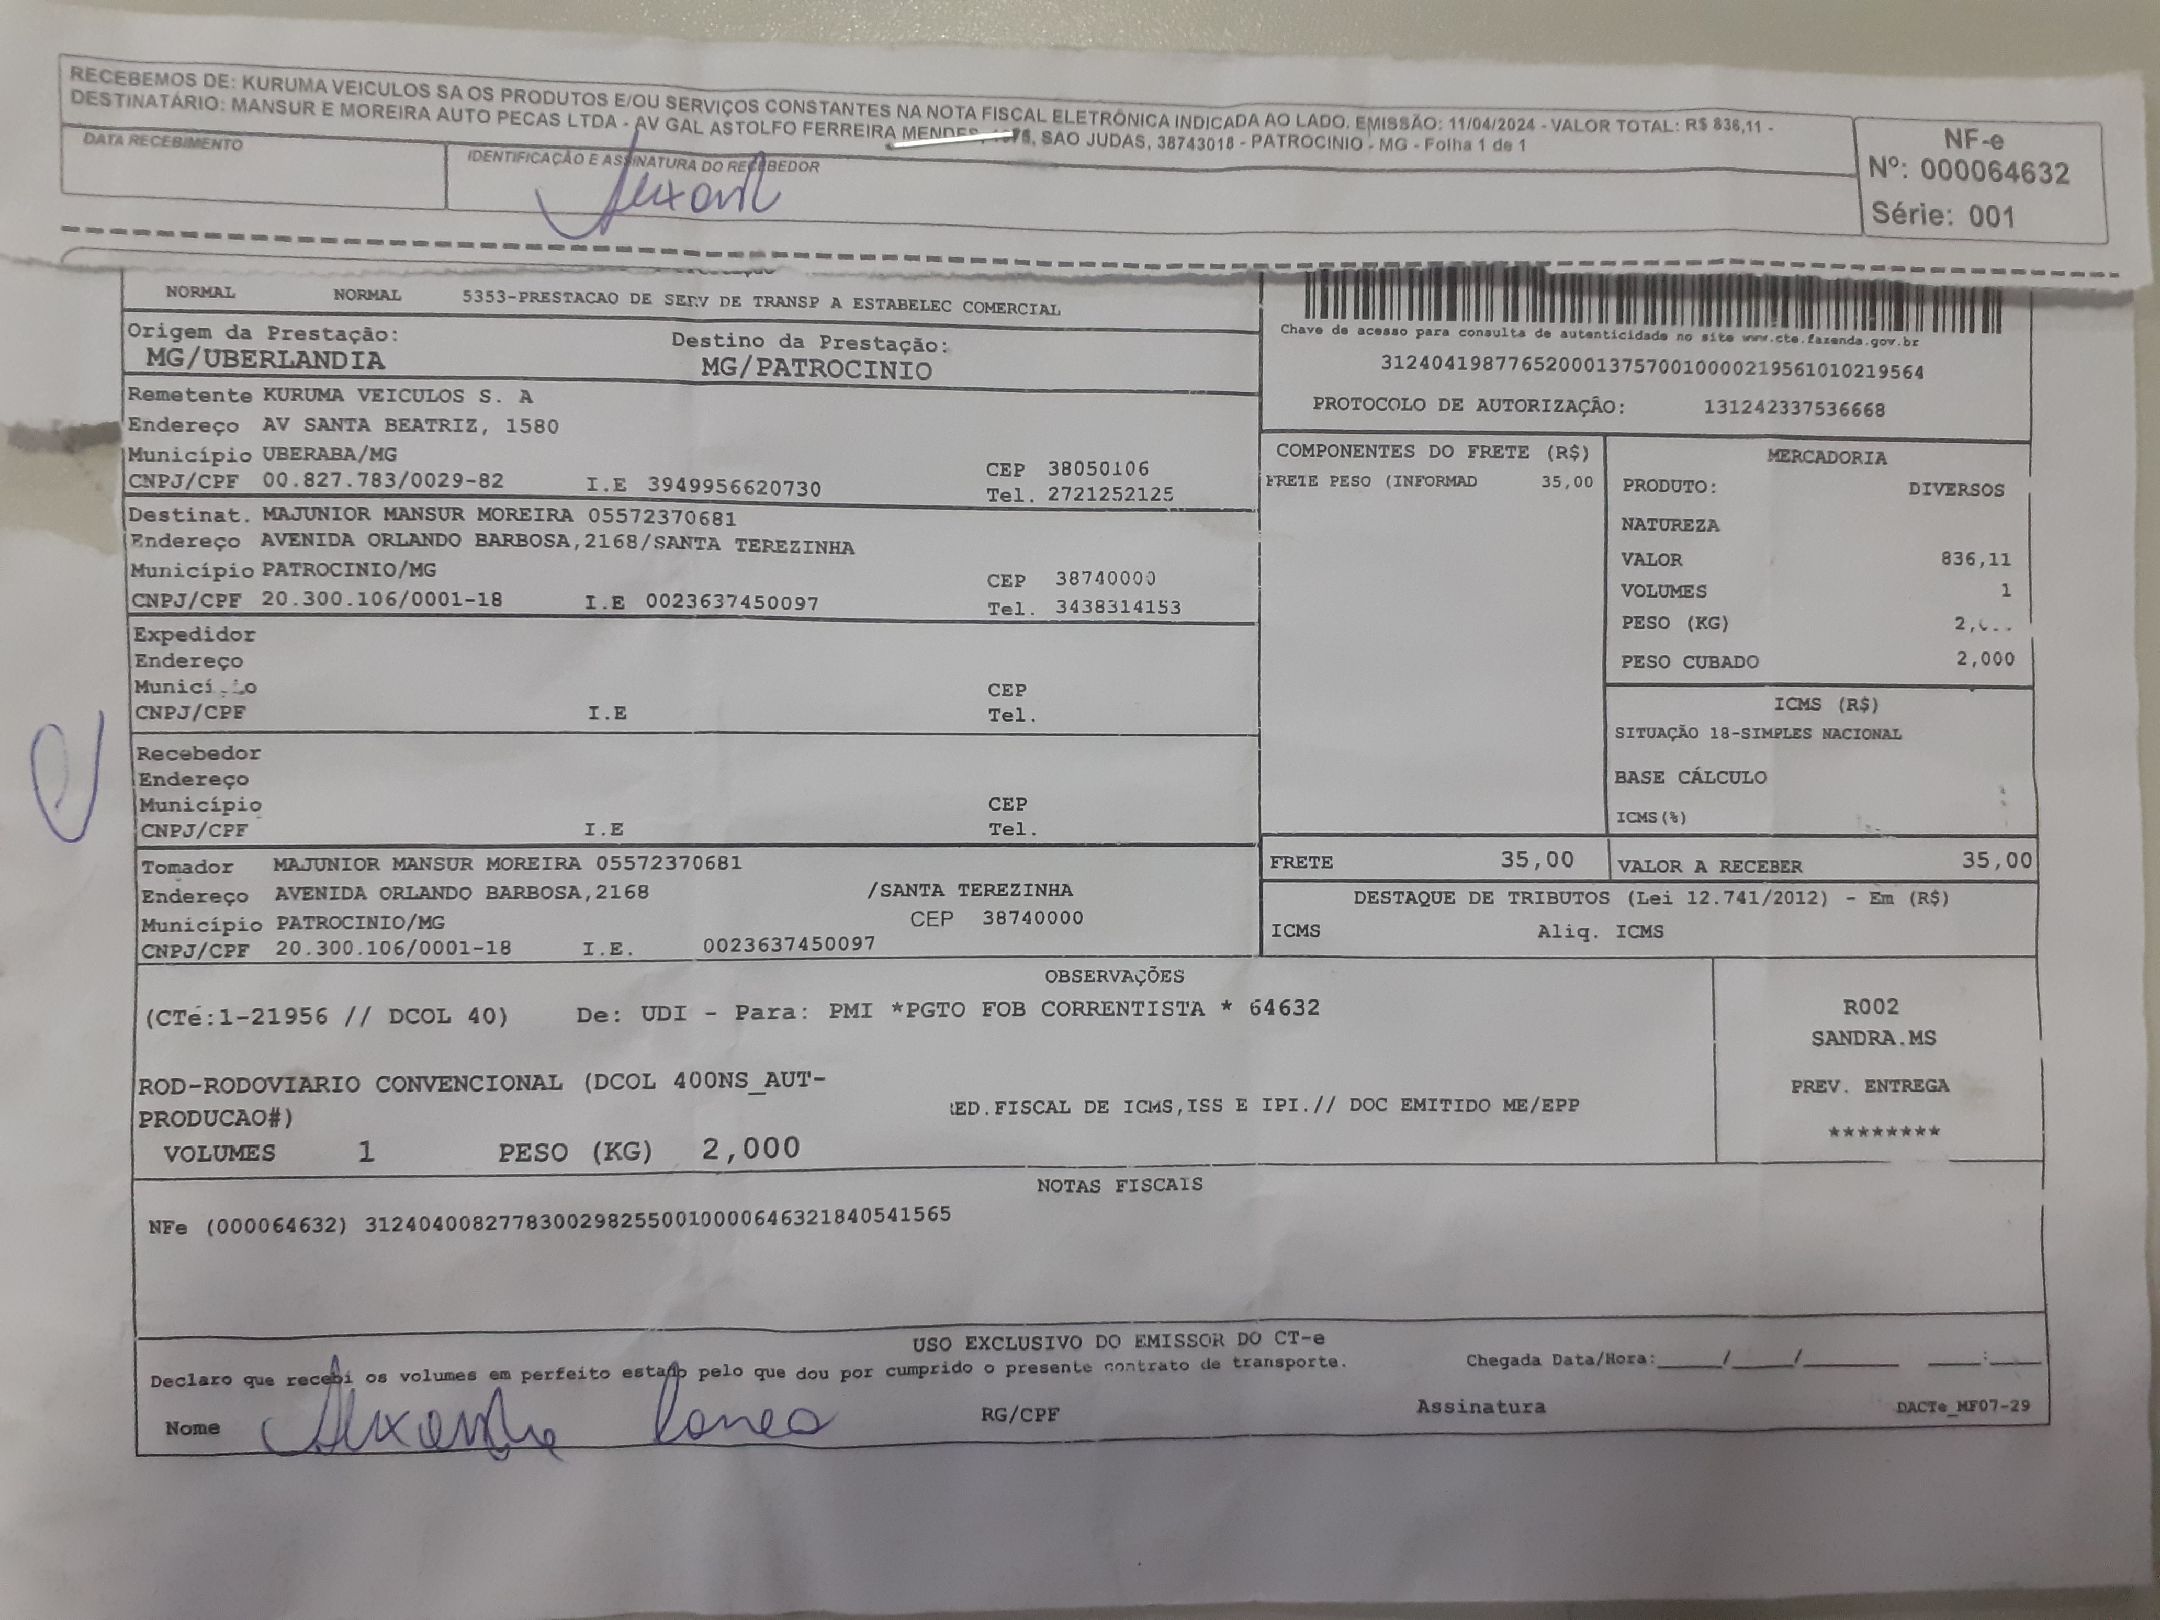 RECEBEMOS DE: KURUMA VEICULOS SA OS PRODUTOS E/OU SERVIÇOS CONSTANTES NA NOTA FISCAL ELETRÔNICA INDICADA AO LADO. EMISSÃO: 11/04/2024 - VALOR TOTAL: R$ 836,11 -
DESTINATÁRIO: MANSUR E MOREIRA AUTO PECAS LTDA - AV GAL ASTOLFO FERREIRA MENDES, SAO JUDAS, 38743018 - PATROCINIO - MG - Folha 1 de 1
DATA RECEBIMENTO
IDENTIFICAÇÃO E ASSINATURA DO RECEBEDOR
NF-e
Nº: 000064632
Série: 001
NORMAL NORMAL 5353-PRESTACAO DE SERV DE TRANSP A ESTABELEC COMERCIAL
Origem da Prestação: Destino da Prestação:
MG/UBERLANDIA MG/PATROCINIO
Chave de acesso para consulta de autenticidade no site www.cte.fazenda.gov.br
31240419877652000137570010000219561010219564
PROTOCOLO DE AUTORIZAÇÃO: 131242337536668
Remetente KURUMA VEICULOS S. A
Endereço AV SANTA BEATRIZ, 1580
Município UBERABA/MG CEP 38050106
CNPJ/CPF 00.827.783/0029-82 I.E 3949956620730 Tel. 2721252125
Destinat. MAJUNIOR MANSUR MOREIRA 05572370681
Endereço AVENIDA ORLANDO BARBOSA,2168/SANTA TEREZINHA
Município PATROCINIO/MG CEP 38740000
CNPJ/CPF 20.300.106/0001-18 I.E 0023637450097 Tel. 3438314153
Expedidor
Endereço
CEP
CNPJ/CPF I.E Tel.
Recebedor
Endereço
Município CEP
CNPJ/CPF I.E Tel.
Tomador MAJUNIOR MANSUR MOREIRA 05572370681
Endereço AVENIDA ORLANDO BARBOSA,2168 /SANTA TEREZINHA
Município PATROCINIO/MG CEP 38740000
CNPJ/CPF 20.300.106/0001-18 I.E. 0023637450097
COMPONENTES DO FRETE (R$)
FRETE PESO (INFORMAD 35,00
MERCADORIA
PRODUTO: DIVERSOS
NATUREZA
VALOR 836,11
VOLUMES 1
PESO (KG)
PESO CUBADO 2,000
ICMS (R$)
SITUAÇÃO 18-SIMPLES NACIONAL
BASE CÁLCULO
ICMS(%)
FRETE 35,00 VALOR A RECEBER 35,00
DESTAQUE DE TRIBUTOS (Lei 12.741/2012) - Em (R$)
ICMS Aliq. ICMS
OBSERVAÇÕES
(CTe:1-21956 // DCOL 40) De: UDI - Para: PMI *PGTO FOB CORRENTISTA * 64632
ROD-RODOVIARIO CONVENCIONAL (DCOL 400NS_AUT-
PRODUCAO#) FISCAL DE ICMS,ISS E IPI.// DOC EMITIDO ME/EPP
VOLUMES 1 PESO (KG) 2,000
R002
SANDRA.MS
PREV. ENTREGA
********
NOTAS FISCAIS
NFe (000064632) 31240400827783002982550010000646321840541565
USO EXCLUSIVO DO EMISSOR DO CT-e
Declaro que recebi os volumes em perfeito estado pelo que dou por cumprido o presente contrato de transporte. Chegada Data/Hora:____/____/______ ___:___
Nome Alexandre RG/CPF Assinatura DACTe_MF07-29